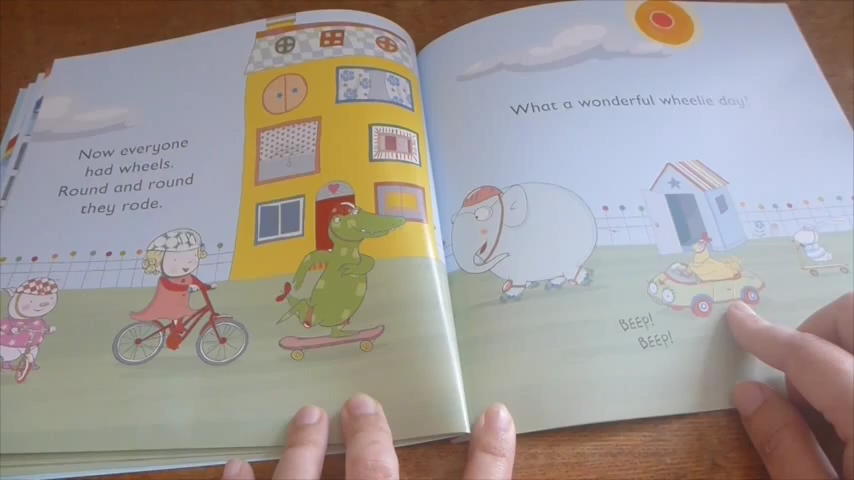 Now everyone
had wheels.
Round and round
they rode.
What a wonderful wheelie day!
BEEP!
BEEP!